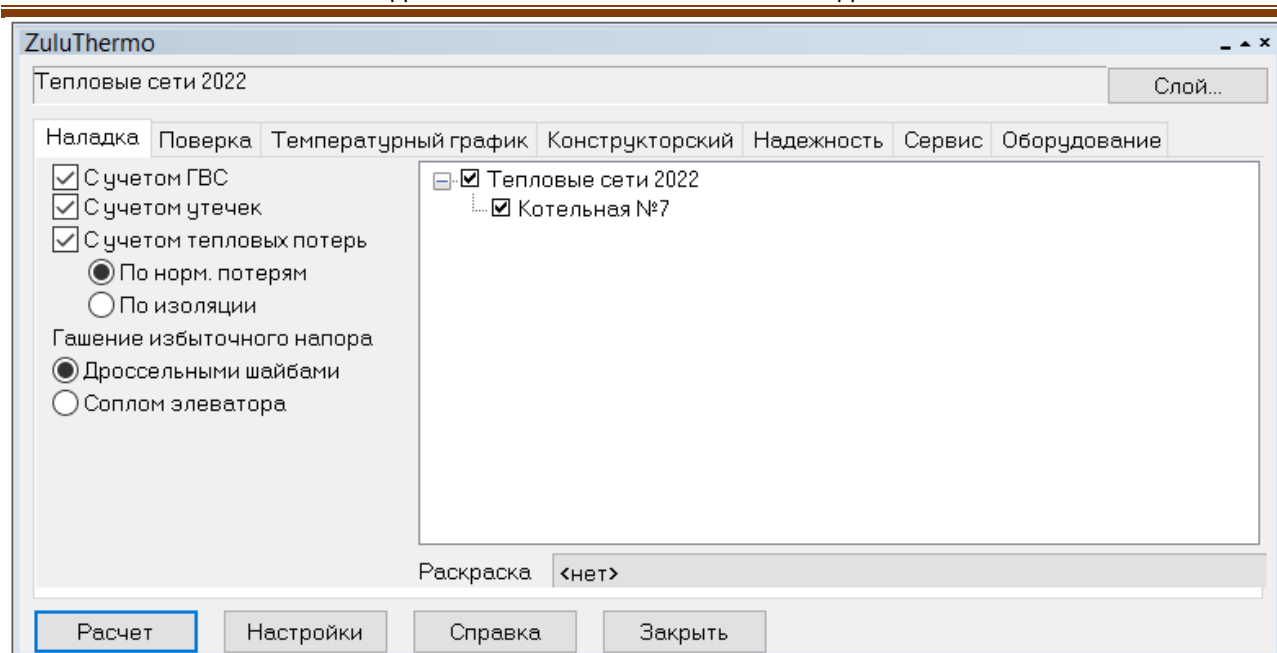 ZuluThermo
Тепловые сети 2022
Слой...
Наладка Поверка Температурный график Конструкторский Надежность Сервис Оборудование
С учетом ГВС
С учетом утечек
С учетом тепловых потерь
По норм. потерям
По изоляции
Гашение избыточного напора
Дроссельными шайбами
Соплом элеватора
Тепловые сети 2022
Котельная №7
Раскраска <нет>
Расчет Настройки Справка Закрыть